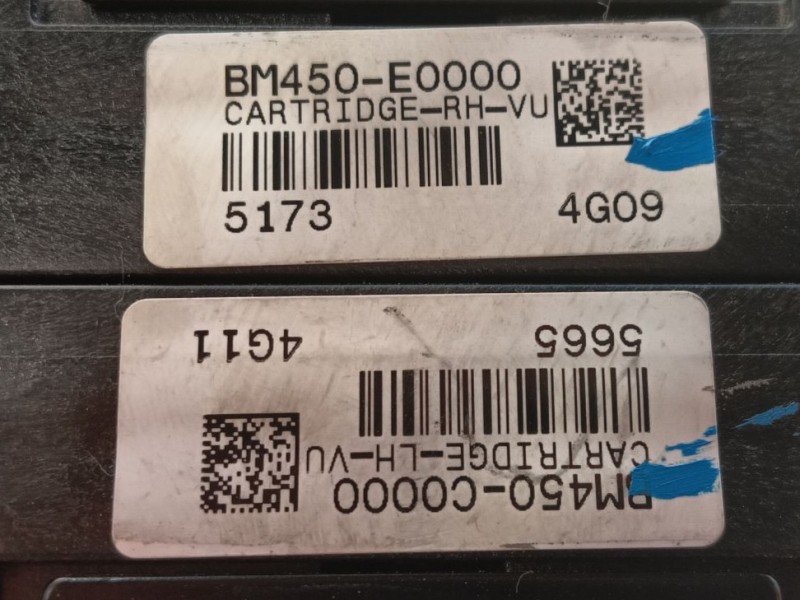 BM450-E0000
CARTRIDGE-RH-VU
5173 4G09
BM450-C0000
CARTRIDGE-LH-VU
5665 4G11